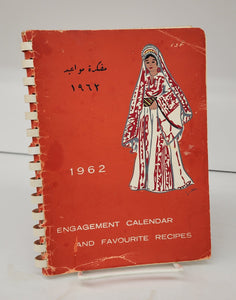 مفكرة مواعيد
١٩٦٢
1962
ENGAGEMENT CALENDAR
AND FAVOURITE RECIPES